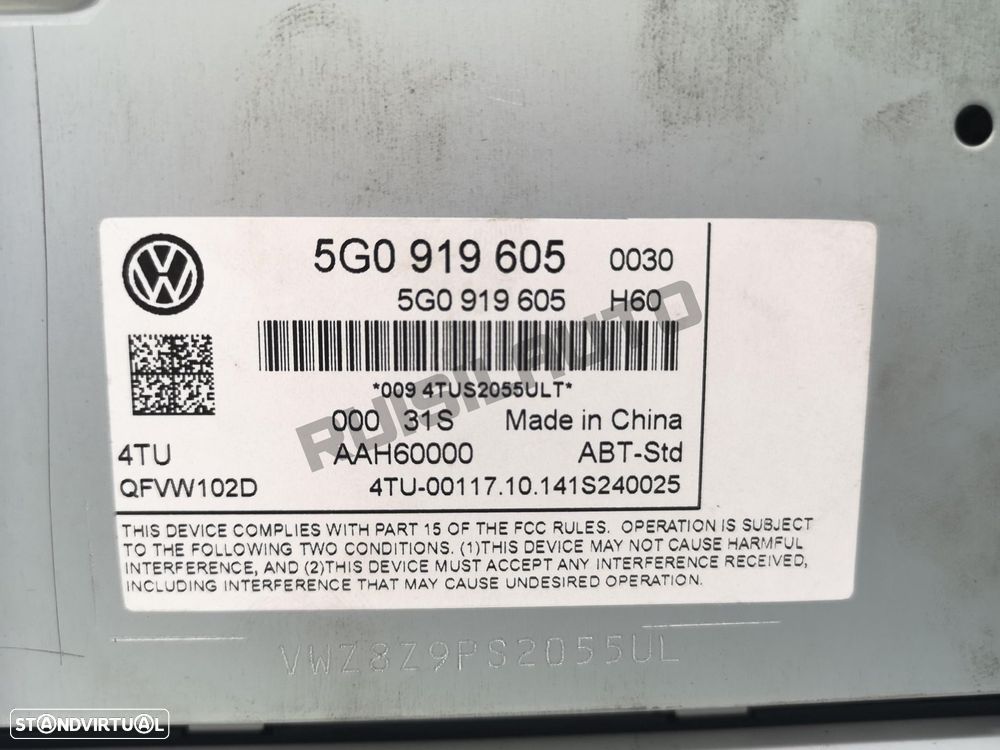 5G0 919 605 0030
5G0 919 605 H60
*009 4TUS2055ULT*
000 31S Made in China
4TU AAH60000 ABT-Std
QFVW102D 4TU-00117.10.141S240025
THIS DEVICE COMPLIES WITH PART 15 OF THE FCC RULES. OPERATION IS SUBJECT
TO THE FOLLOWING TWO CONDITIONS. (1)THIS DEVICE MAY NOT CAUSE HARMFUL
INTERFERENCE, AND (2)THIS DEVICE MUST ACCEPT ANY INTERFERENCE RECEIVED,
INCLUDING INTERFERENCE THAT MAY CAUSE UNDESIRED OPERATION.
VWZ8Z9PS2055UL
RUISILAUTO
STANDVIRTUAL